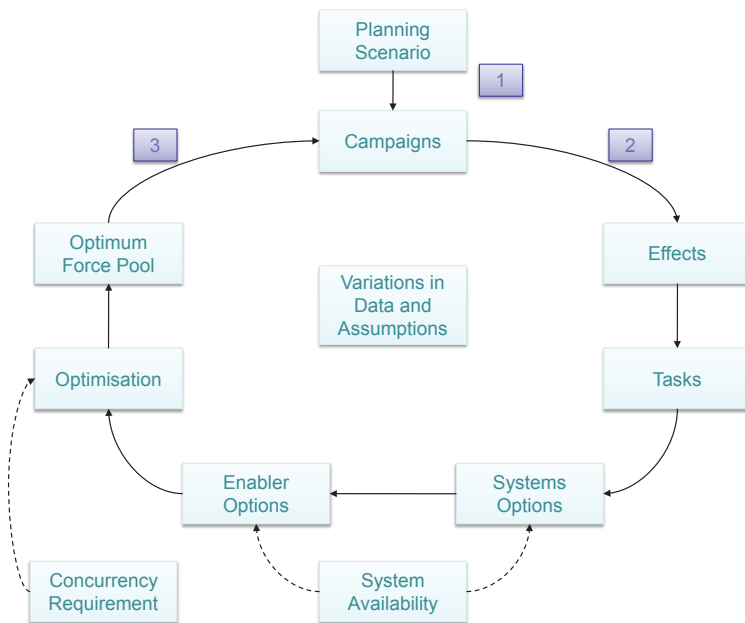 Planning
Scenario
1
3
Campaigns
2
Optimum
Force Pool
Effects
Variations in
Data and
Assumptions
Optimisation
Tasks
Enabler
Options
Systems
Options
Concurrency
Requirement
System
Availability